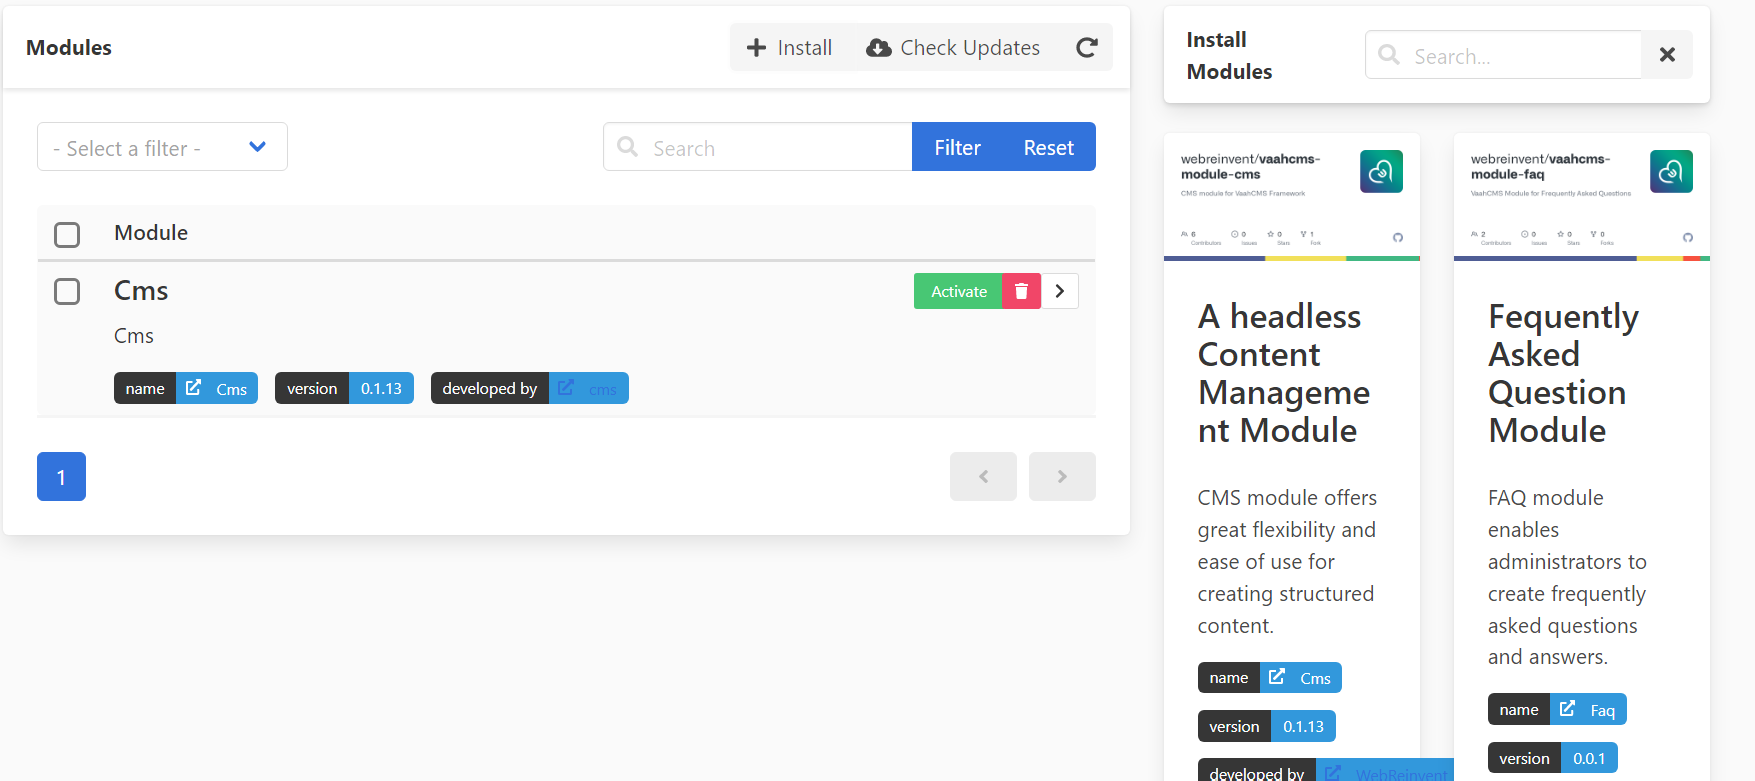 Modules
Install
Check Updates
- Select a filter -
Search
Filter
Reset
Module
Cms
Activate
Cms
name Cms
version 0.1.13
developed by cms
1
Install
Modules
Search...
webreinvent/vaahcms-
module-cms
CMS module for VaahCMS Framework
6
Contributors
0
Issues
0
Stars
1
Fork
A headless
Content
Manageme
nt Module
CMS module offers
great flexibility and
ease of use for
creating structured
content.
name Cms
version 0.1.13
developed by WebReinvent
webreinvent/vaahcms-
module-faq
VaahCMS Module for Frequently Asked Questions
2
Contributors
0
Issues
0
Stars
0
Forks
Fequently
Asked
Question
Module
FAQ module
enables
administrators to
create frequently
asked questions
and answers.
name Faq
version 0.0.1